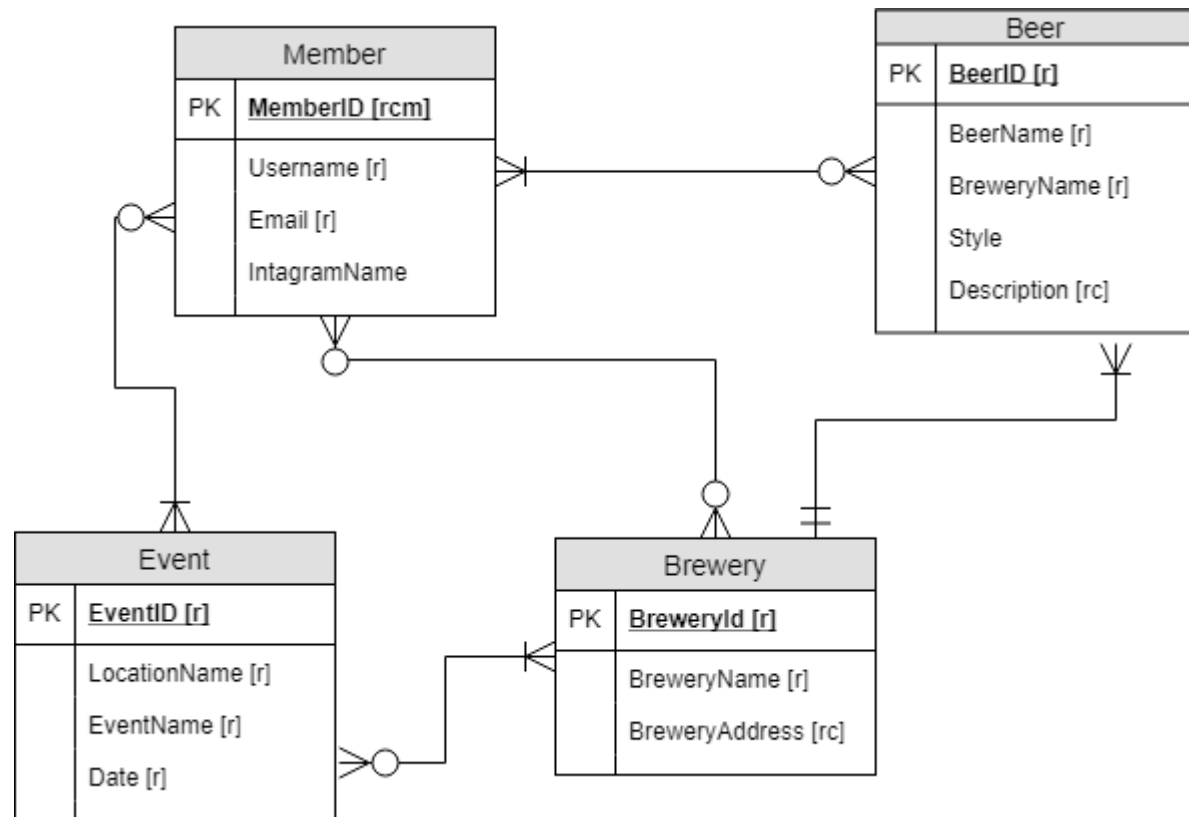 Member
PK MemberID [rcm]
Username [r]
Email [r]
IntagramName
Beer
PK BeerID [r]
BeerName [r]
BreweryName [r]
Style
Description [rc]
Event
PK EventID [r]
LocationName [r]
EventName [r]
Date [r]
Brewery
PK BreweryId [r]
BreweryName [r]
BreweryAddress [rc]